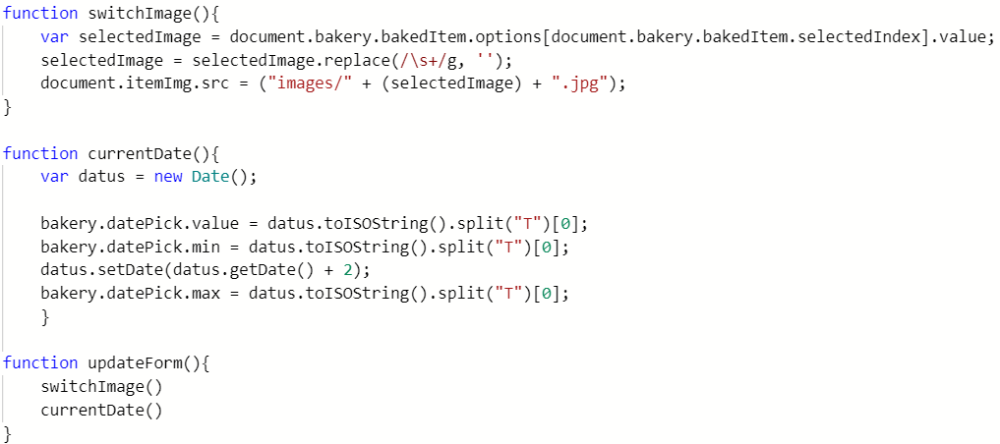 function switchImage(){
    var selectedImage = document.bakery.bakedItem.options[document.bakery.bakedItem.selectedIndex].value;
    selectedImage = selectedImage.replace(/\s+/g, '');
    document.itemImg.src = ("images/" + (selectedImage) + ".jpg");
}

function currentDate(){
    var datus = new Date();

    bakery.datePick.value = datus.toISOString().split("T")[0];
    bakery.datePick.min = datus.toISOString().split("T")[0];
    datus.setDate(datus.getDate() + 2);
    bakery.datePick.max = datus.toISOString().split("T")[0];
    }

function updateForm(){
    switchImage()
    currentDate()
}